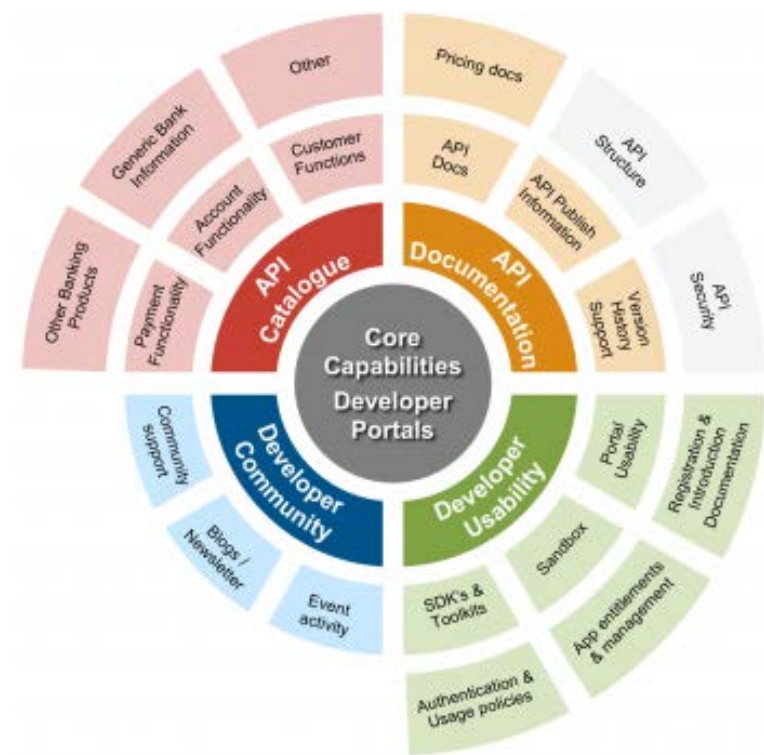 Other
Pricing docs
Generic Bank
Information
API
Structure
Customer
Functions
API
Docs
Account
Functionality
API Publish
Information
Other Banking
Products
Payment
Functionality
API
Catalogue
API
Documentation
Version
History
Support
API
Security
Core
Capabilities
Developer
Portals
Community
support
Developer
Community
Developer
Usability
Portal
Usability
Registration &
Introduction
Documentation
Blogs /
Newsletter
Sandbox
Event
activity
SDK's &
Toolkits
App entitlements
& management
Authentication &
Usage policies